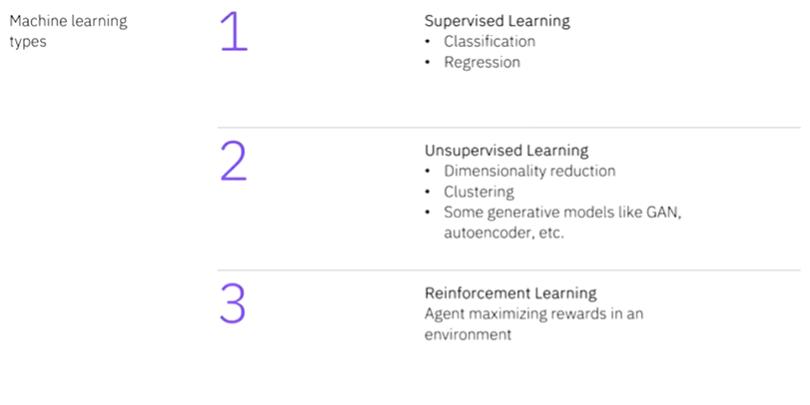 Machine learning
types
1
Supervised Learning
• Classification
• Regression
2
Unsupervised Learning
• Dimensionality reduction
• Clustering
• Some generative models like GAN,
autoencoder, etc.
3
Reinforcement Learning
Agent maximizing rewards in an
environment